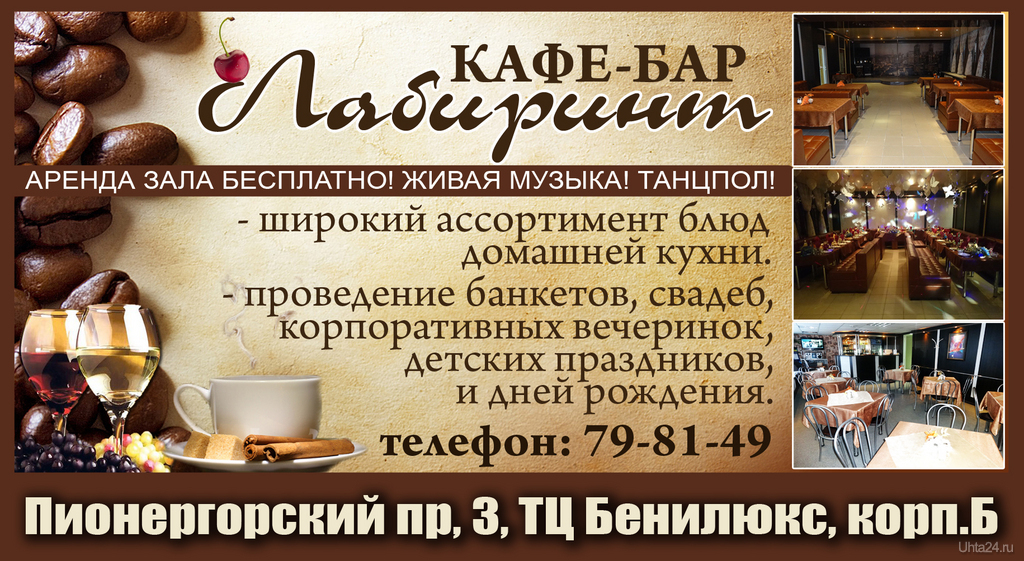 КАФЕ-БАР
Лабиринт
АРЕНДА ЗАЛА БЕСПЛАТНО! ЖИВАЯ МУЗЫКА! ТАНЦПОЛ!
- широкий ассортимент блюд
домашней кухни.
- проведение банкетов, свадеб,
корпоративных вечеринок,
детских праздников,
и дней рождения.
телефон: 79-81-49
Пионергорский пр, 3, ТЦ Бенилюкс, корп.Б
Uhta24.ru